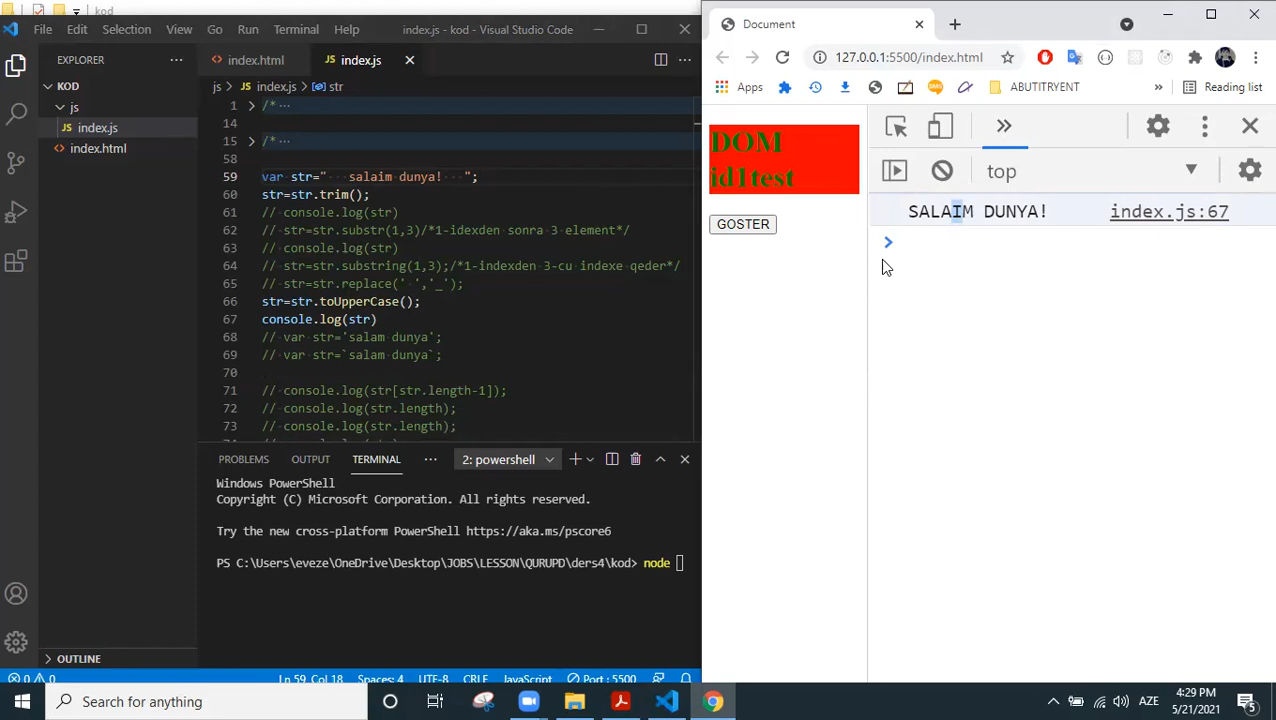 kod
File Edit Selection View Go Run Terminal Help index.js - kod - Visual Studio Code
EXPLORER
KOD
js
JS index.js
index.html
OUTLINE
index.html
JS index.js
js > JS index.js > str
1 /* ...
14
15 /* ...
58
59 var str="   salaim dunya!   ";
60 str=str.trim();
61 // console.log(str)
62 // str=str.substr(1,3)/*1-idexden sonra 3 element*/
63 // console.log(str)
64 // str=str.substring(1,3);/*1-indexden 3-cu indexe qeder*/
65 // str=str.replace(' ','_');
66 str=str.toUpperCase();
67 console.log(str)
68 // var str='salam dunya';
69 // var str=`salam dunya`;
70
71 // console.log(str[str.length-1]);
72 // console.log(str.length);
73 // console.log(str.length);
PROBLEMS OUTPUT TERMINAL ... 2: powershell
Windows PowerShell
Copyright (C) Microsoft Corporation. All rights reserved.
Try the new cross-platform PowerShell https://aka.ms/pscore6
PS C:\Users\eveze\OneDrive\Desktop\JOBS\LESSON\QURUPD\ders4\kod> node
0 0 Ln 59, Col 18 Spaces: 4 UTF-8 CRLF JavaScript Port : 5500
Document
127.0.0.1:5500/index.html
Apps ABUTITRYENT » Reading list
DOM
id1test
GOSTER
top
SALAIM DUNYA! index.js:67
Search for anything
AZE
4:29 PM
5/21/2021
5